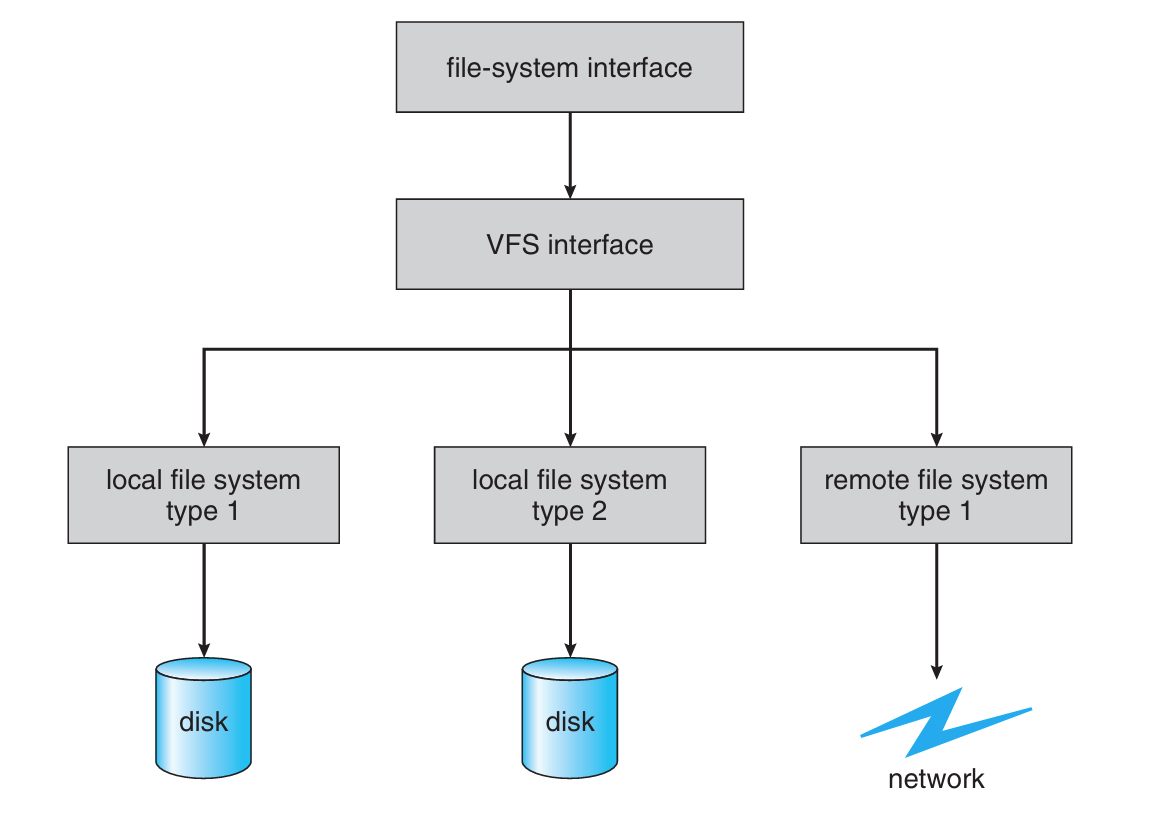 file-system interface
VFS interface
local file system
type 1
local file system
type 2
remote file system
type 1
disk
disk
network